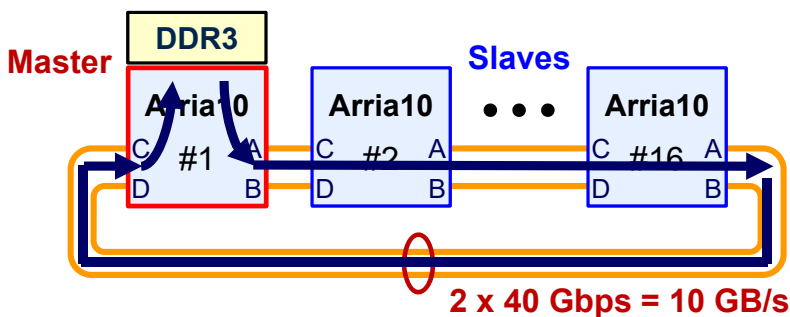 DDR3
Master
Slaves
Arria10
Arria10
Arria10
C
#1
A
C
#2
A
C
#16
A
D
B
D
B
D
B
2 x 40 Gbps = 10 GB/s